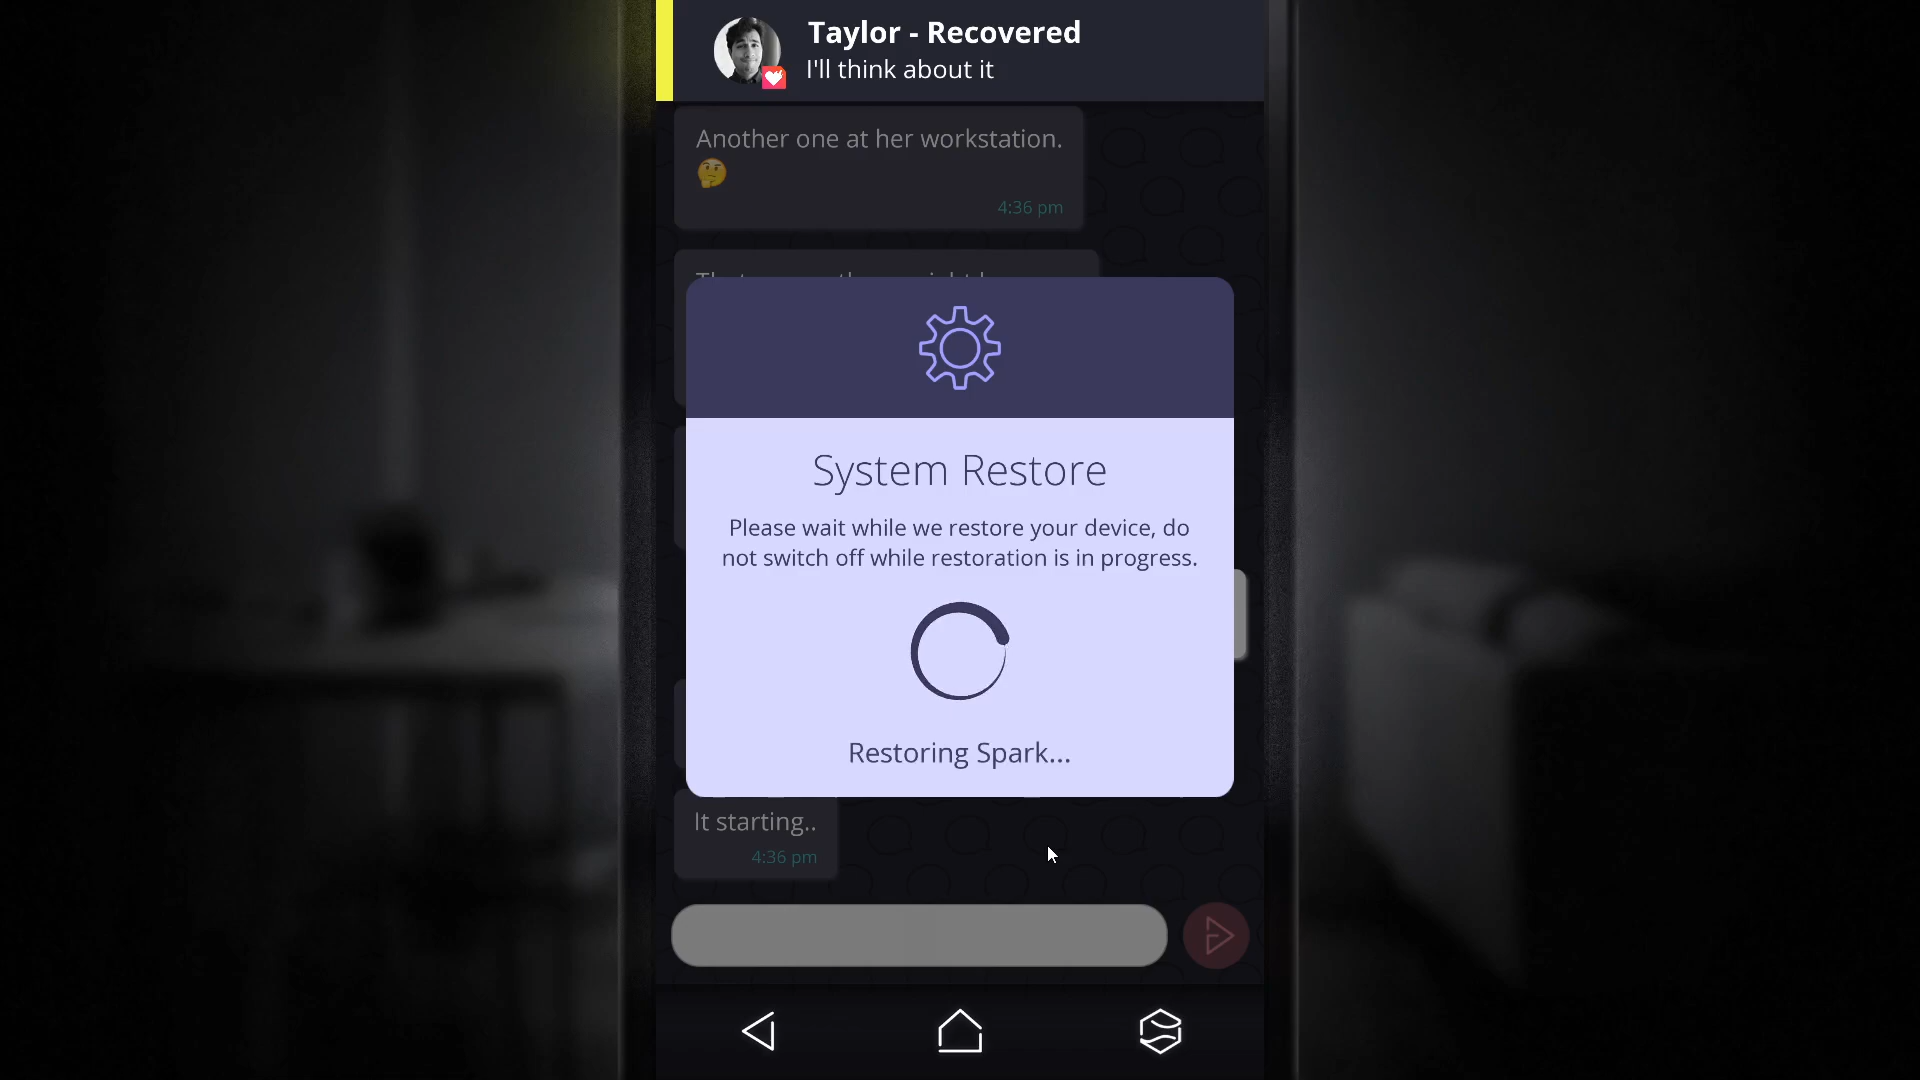 Taylor - Recovered
I'll think about it
Another one at her workstation.
🤔
4:36 pm
System Restore
Please wait while we restore your device, do
not switch off while restoration is in progress.
Restoring Spark...
It starting..
4:36 pm